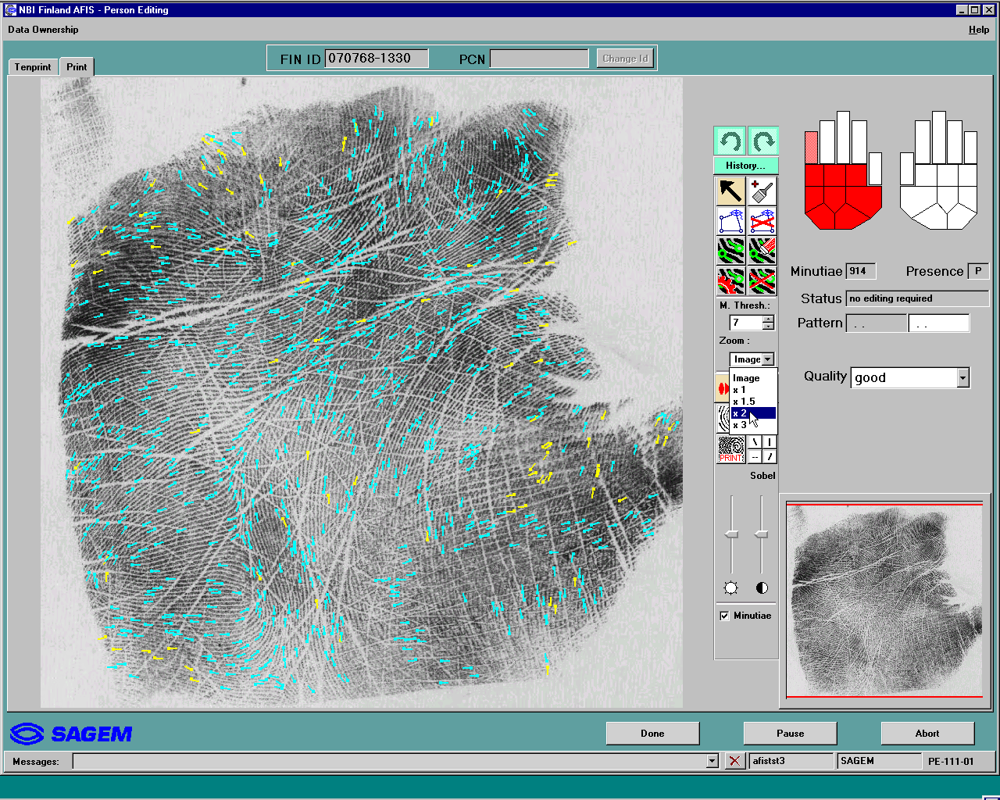 NBI Finland AFIS - Person Editing
Data Ownership
Help
FIN ID 070768-1330 PCN Change Id
Tenprint Print
History...
M. Thresh.:
7
Zoom :
Image
Image
x 1
x 1.5
x 2
x 3
PRINT
Sobel
Minutiae
Minutiae 914 Presence P
Status no editing required
Pattern . . . .
Quality good
SAGEM
Done Pause Abort
Messages: afistst3 SAGEM PE-111-01